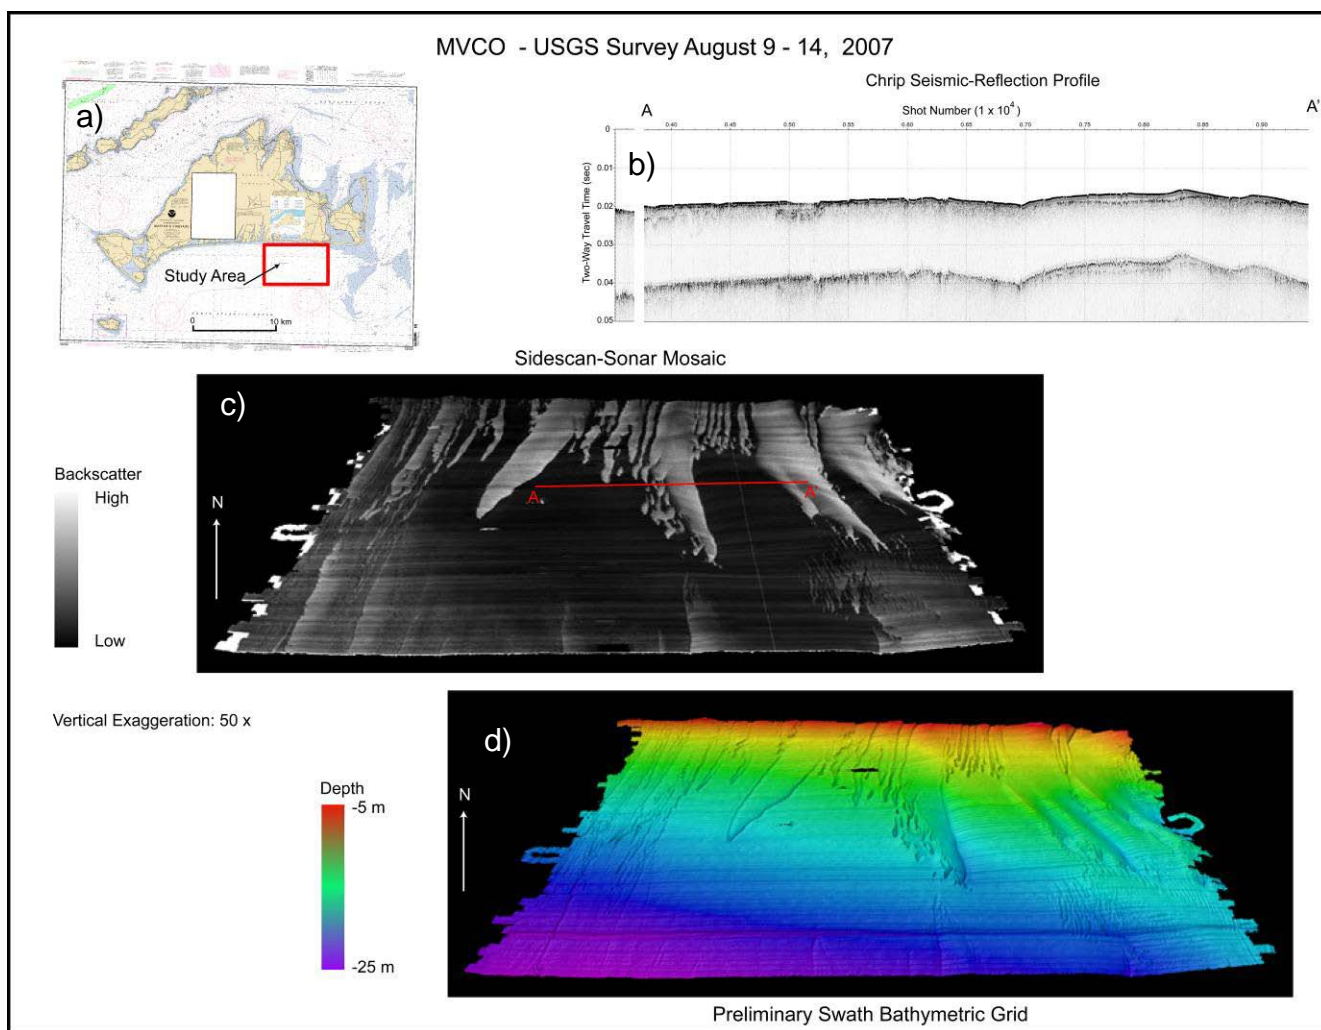 MVCO - USGS Survey August 9 - 14, 2007
a)
Study Area
0
10 km
Chrip Seismic-Reflection Profile
A
Shot Number (1 x 10⁴)
A'
0.40 0.45 0.50 0.55 0.60 0.65 0.70 0.75 0.80 0.85 0.90
b)
Two-Way Travel Time (sec)
0
0.01
0.02
0.03
0.04
0.05
Sidescan-Sonar Mosaic
c)
Backscatter
High
Low
N
A
A'
Vertical Exaggeration: 50 x
d)
Depth
-5 m
-25 m
N
Preliminary Swath Bathymetric Grid